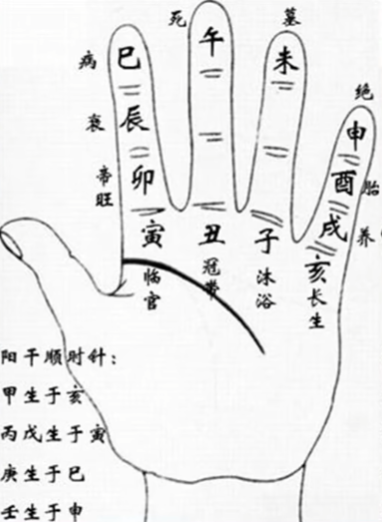 死
墓
病
巳
午
未
绝
衰
辰
申
帝旺
卯
酉
胎
寅
丑
子
戌
养
临官
冠带
沐浴
亥
长生
阳干顺时针：
甲生于亥
丙戊生于寅
庚生于巳
壬生于申